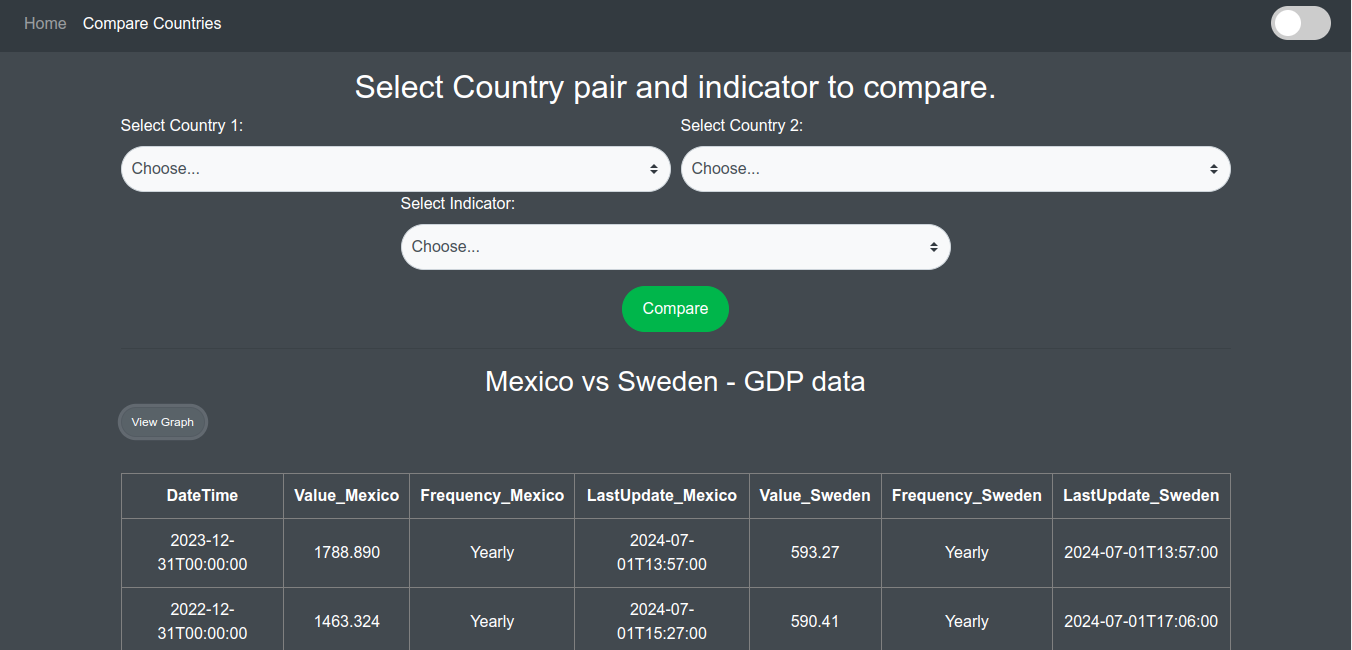 Home Compare Countries
Select Country pair and indicator to compare.
Select Country 1: Select Country 2:
Choose... Choose...
Select Indicator:
Choose...
Compare
Mexico vs Sweden - GDP data
View Graph
DateTime Value_Mexico Frequency_Mexico LastUpdate_Mexico Value_Sweden Frequency_Sweden LastUpdate_Sweden
2023-12-
31T00:00:00 1788.890 Yearly 2024-07-
01T13:57:00 593.27 Yearly 2024-07-01T13:57:00
2022-12-
31T00:00:00 1463.324 Yearly 2024-07-
01T15:27:00 590.41 Yearly 2024-07-01T17:06:00